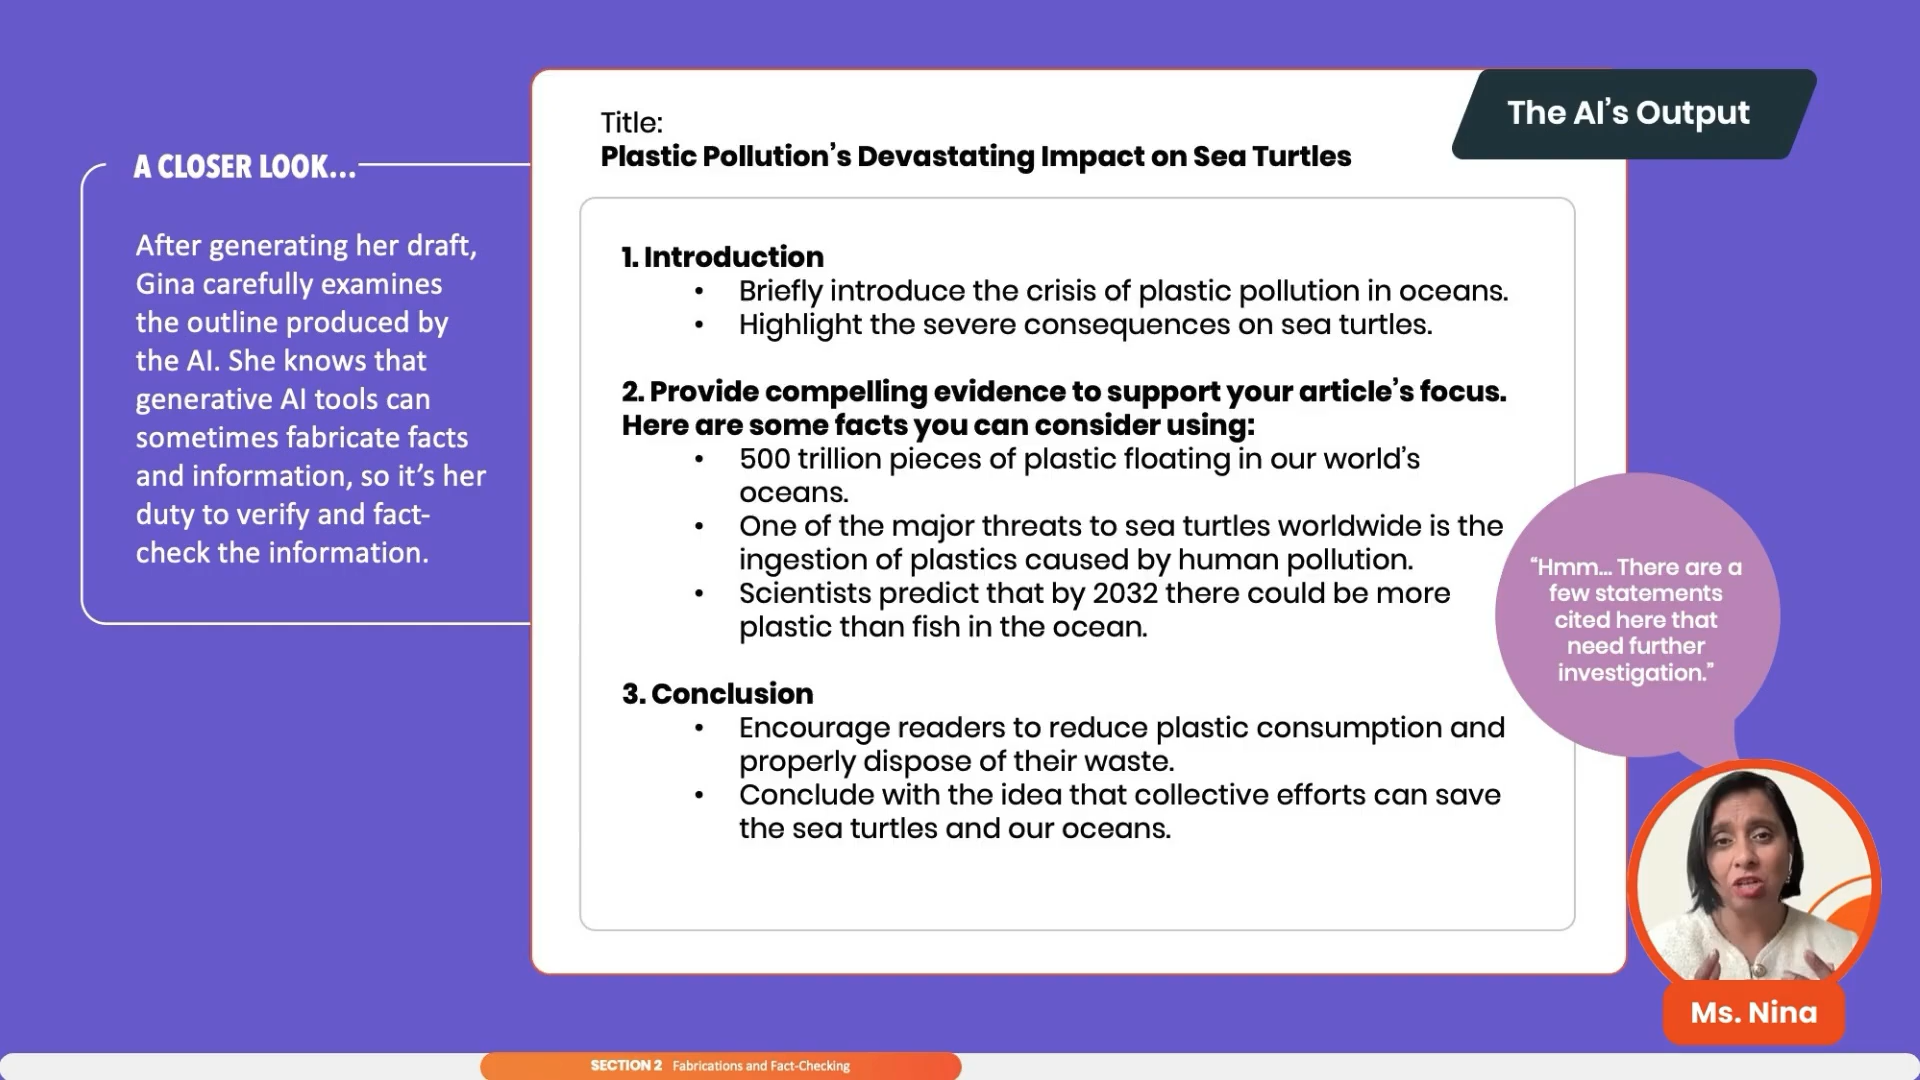 A CLOSER LOOK...
After generating her draft,
Gina carefully examines
the outline produced by
the AI. She knows that
generative AI tools can
sometimes fabricate facts
and information, so it’s her
duty to verify and fact-
check the information.
The AI’s Output
Title:
Plastic Pollution’s Devastating Impact on Sea Turtles
1. Introduction
• Briefly introduce the crisis of plastic pollution in oceans.
• Highlight the severe consequences on sea turtles.
2. Provide compelling evidence to support your article’s focus.
Here are some facts you can consider using:
• 500 trillion pieces of plastic floating in our world’s
oceans.
• One of the major threats to sea turtles worldwide is the
ingestion of plastics caused by human pollution.
• Scientists predict that by 2032 there could be more
plastic than fish in the ocean.
3. Conclusion
• Encourage readers to reduce plastic consumption and
properly dispose of their waste.
• Conclude with the idea that collective efforts can save
the sea turtles and our oceans.
“Hmm... There are a
few statements
cited here that
need further
investigation.”
Ms. Nina
SECTION 2 Fabrications and Fact-Checking